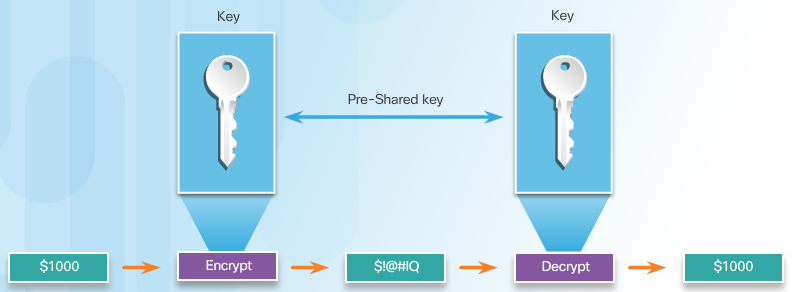 Key
Key
Pre-Shared key
$1000
Encrypt
$!@#IQ
Decrypt
$1000